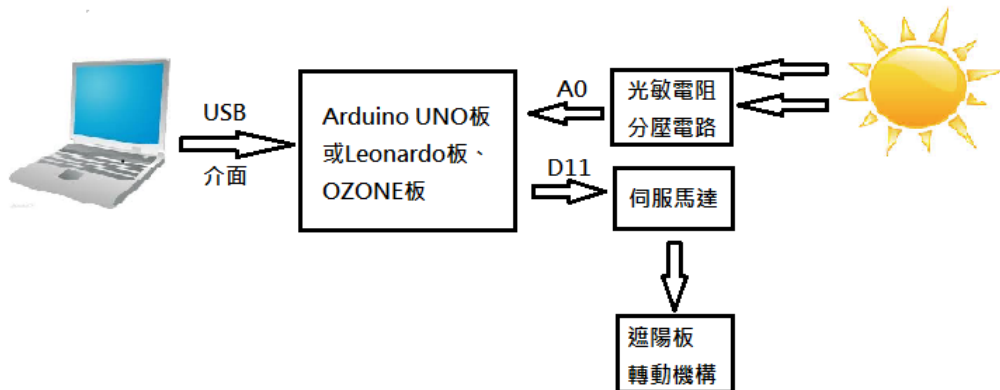 USB
介面
Arduino UNO板
或Leonardo板、
OZONE板
A0
光敏電阻
分壓電路
D11
伺服馬達
遮陽板
轉動機構